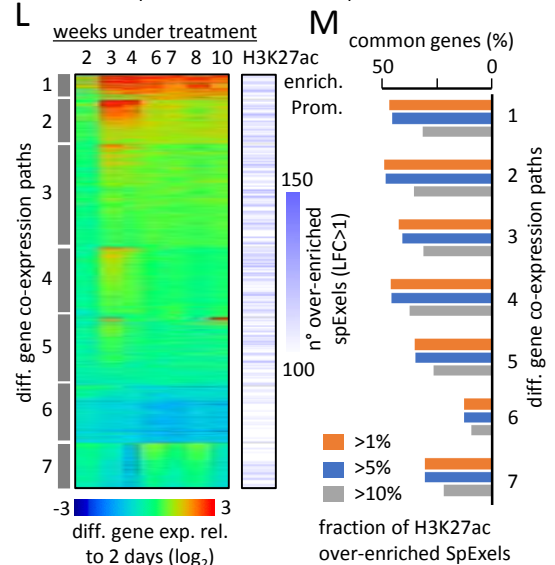 L
weeks under treatment
2 3 4 6 7 8 10
H3K27ac
enrich.
Prom.
diff. gene co-expression paths
1
2
3
4
5
6
7
150
n° over-enriched
spExels (LFC>1)
100
-3 3
diff. gene exp. rel.
to 2 days (log2)
M
common genes (%)
50 0
1
2
3
4
5
6
7
diff. gene co-expression paths
>1%
>5%
>10%
fraction of H3K27ac
over-enriched SpExels